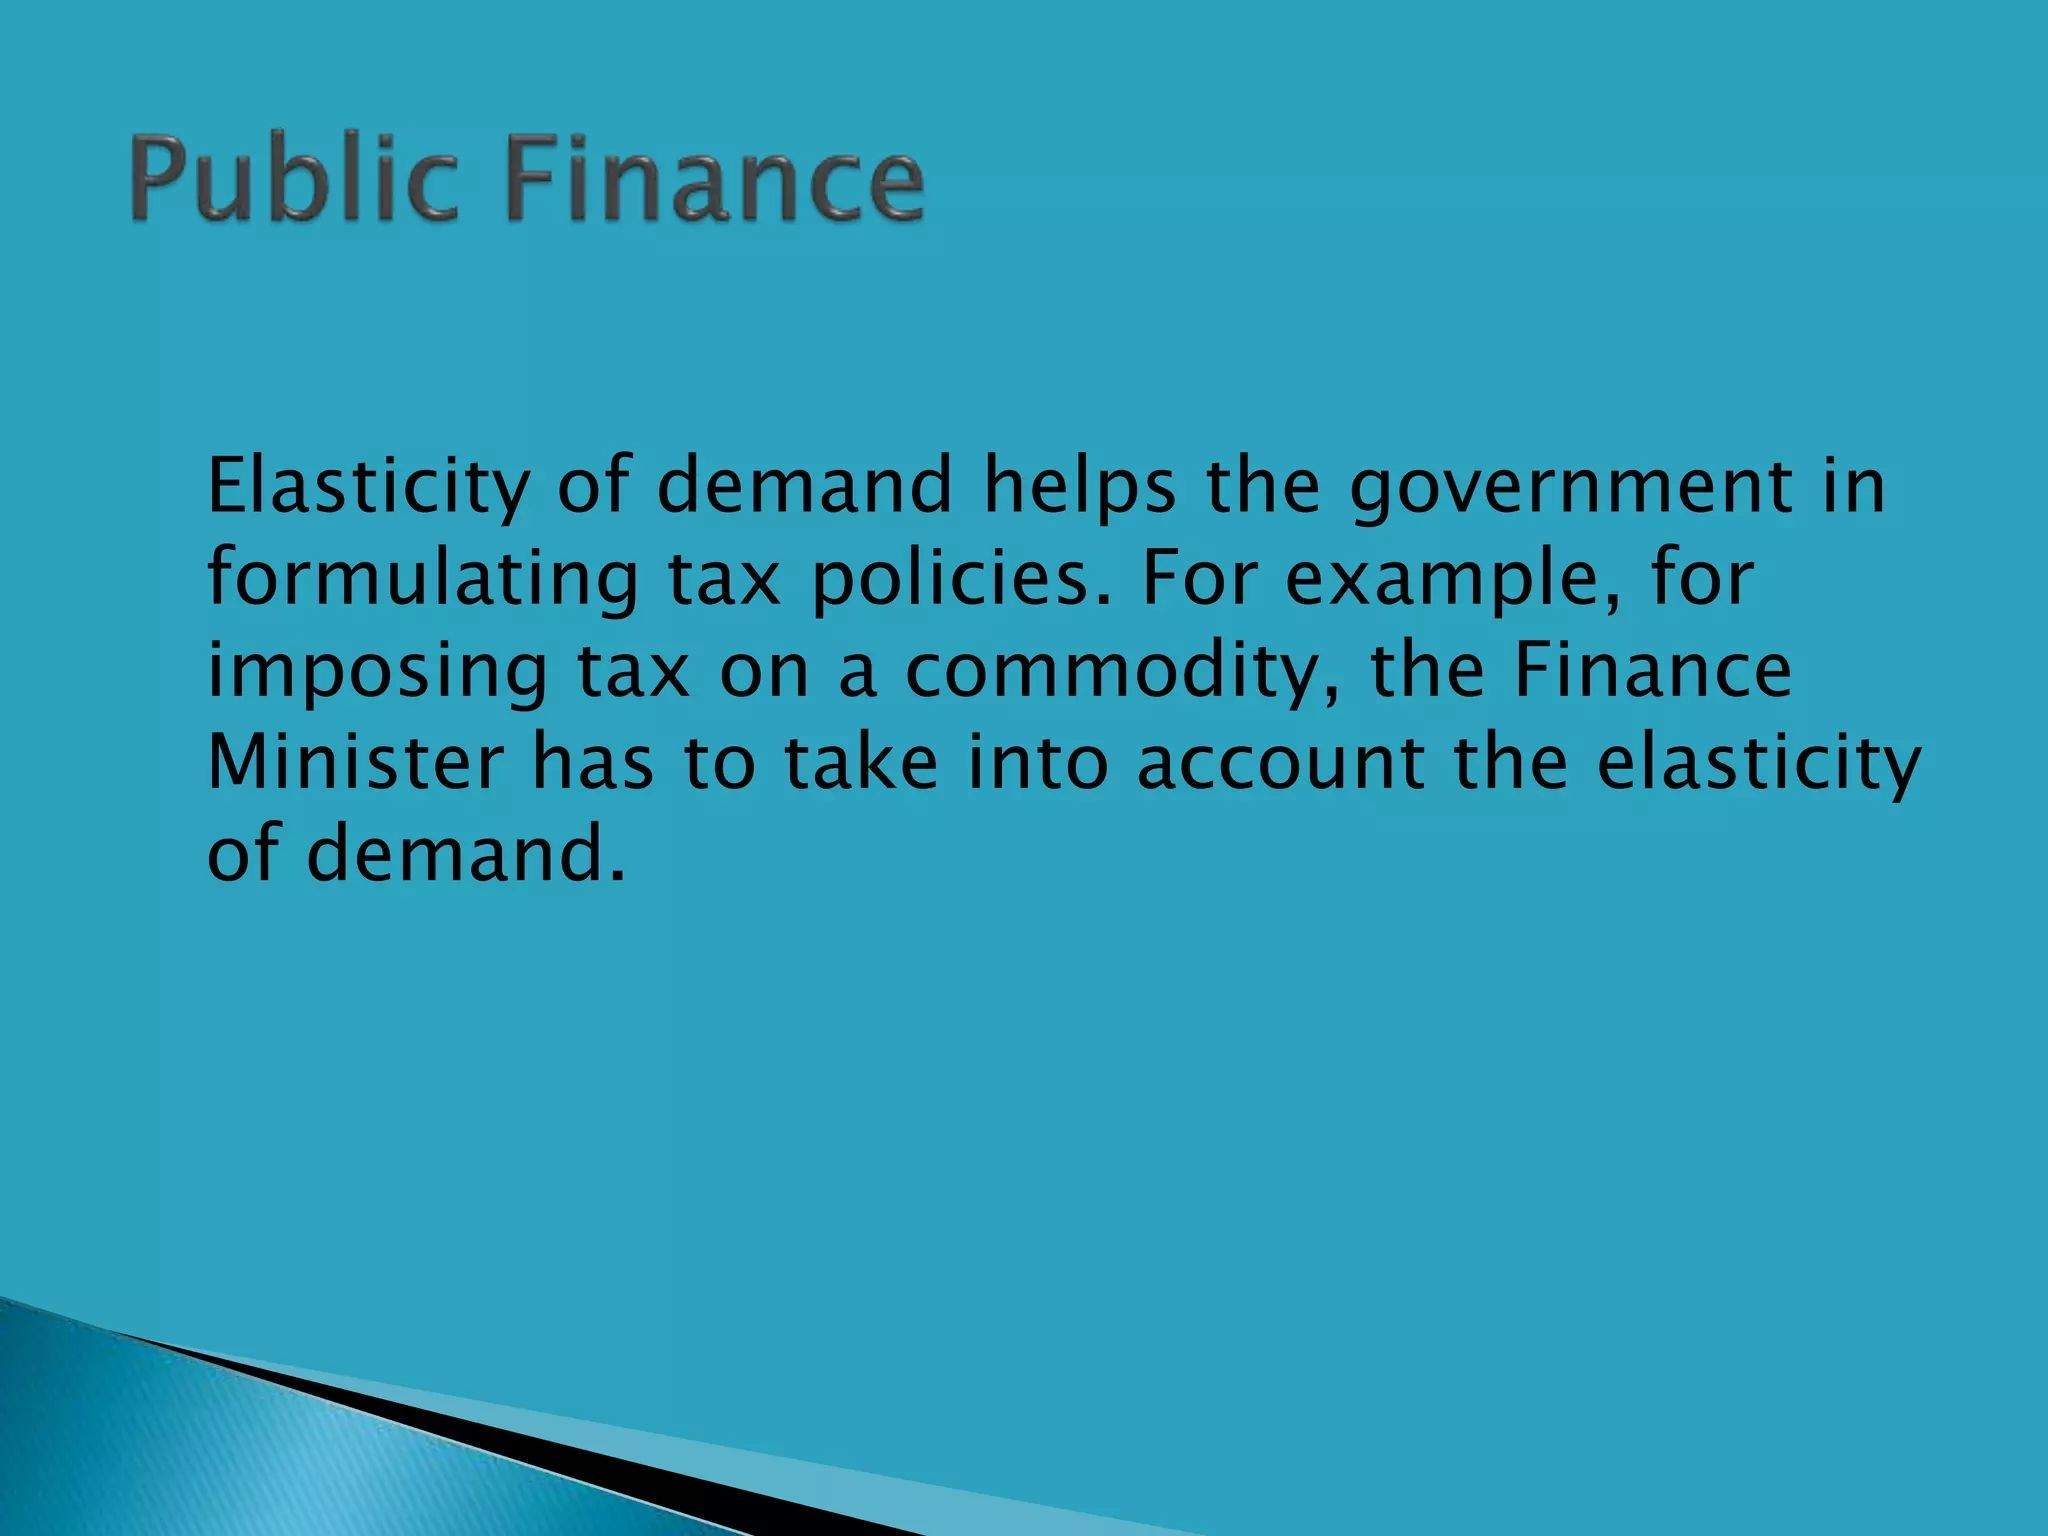 Public Finance
Elasticity of demand helps the government in
formulating tax policies. For example, for
imposing tax on a commodity, the Finance
Minister has to take into account the elasticity
of demand.